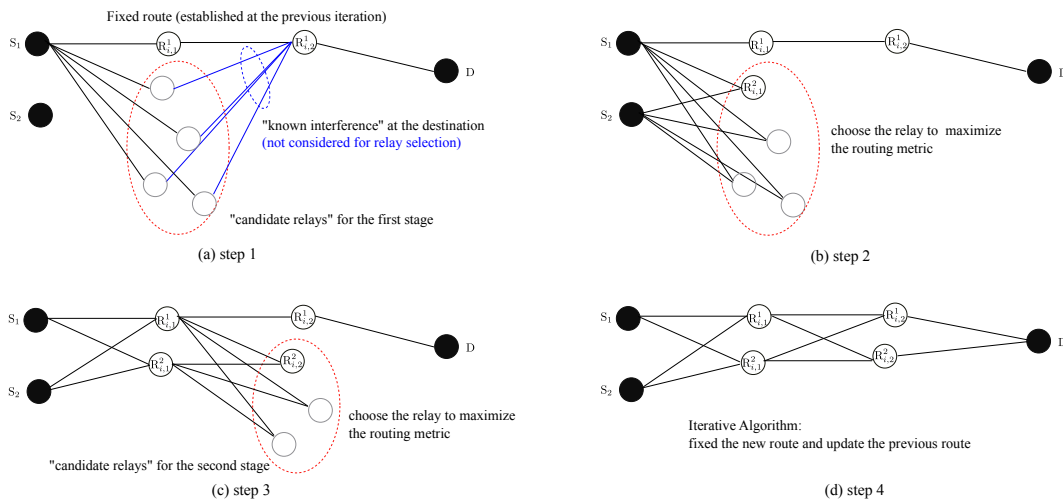 Fixed route (established at the previous iteration)
S₁
R¹ᵢ,₁
R¹ᵢ,₂
D
S₂
"known interference" at the destination
(not considered for relay selection)
"candidate relays" for the first stage
(a) step 1
S₁
R¹ᵢ,₁
R¹ᵢ,₂
D
R²ᵢ,₁
S₂
choose the relay to maximize
the routing metric
(b) step 2
S₁
R¹ᵢ,₁
R¹ᵢ,₂
D
R²ᵢ,₁
R²ᵢ,₂
S₂
choose the relay to maximize
the routing metric
"candidate relays" for the second stage
(c) step 3
S₁
R¹ᵢ,₁
R¹ᵢ,₂
D
R²ᵢ,₁
R²ᵢ,₂
S₂
Iterative Algorithm:
fixed the new route and update the previous route
(d) step 4